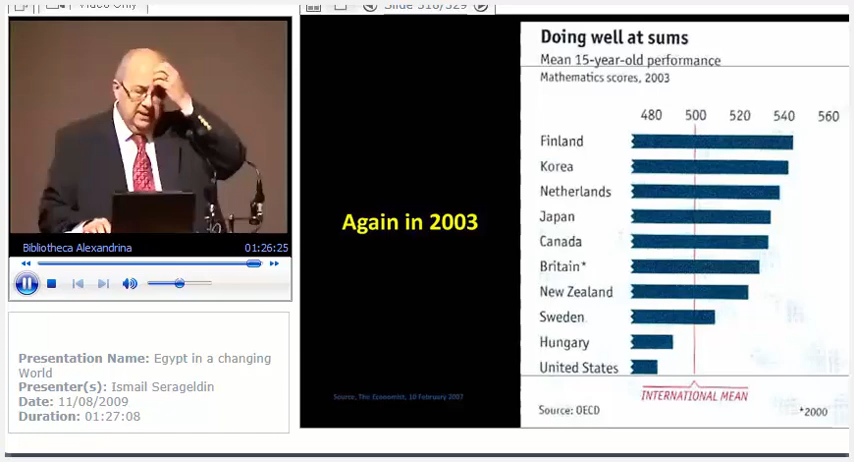 Video Only
Slide 318/329
Bibliotheca Alexandrina 01:26:25
Presentation Name: Egypt in a changing
World
Presenter(s): Ismail Serageldin
Date: 11/08/2009
Duration: 01:27:08
Again in 2003
Source, The Economist, 10 February 2007
Doing well at sums
Mean 15-year-old performance
Mathematics scores, 2003
480 500 520 540 560
Finland
Korea
Netherlands
Japan
Canada
Britain*
New Zealand
Sweden
Hungary
United States
INTERNATIONAL MEAN
Source: OECD
*2000